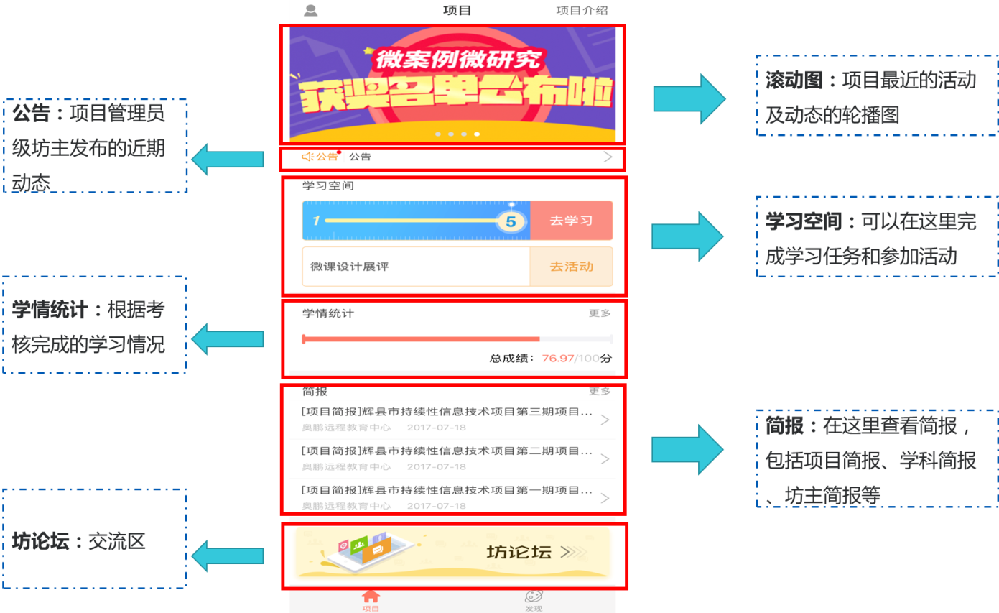 项目
项目介绍
微案例微研究
获奖名单公布啦
公告
公告
学习空间
1
5
去学习
微课设计展评
去活动
学情统计
更多
总成绩：76.97/100分
简报
更多
[项目简报]辉县市持续性信息技术项目第三期项目...
奥鹏远程教育中心 2017-07-18
[项目简报]辉县市持续性信息技术项目第二期项目...
奥鹏远程教育中心 2017-07-18
[项目简报]辉县市持续性信息技术项目第一期项目...
奥鹏远程教育中心 2017-07-18
坊论坛
项目
发现
公告：项目管理员
级坊主发布的近期
动态
学情统计：根据考
核完成的学习情况
坊论坛：交流区
滚动图：项目最近的活动
及动态的轮播图
学习空间：可以在这里完
成学习任务和参加活动
简报：在这里查看简报，
包括项目简报、学科简报
、坊主简报等